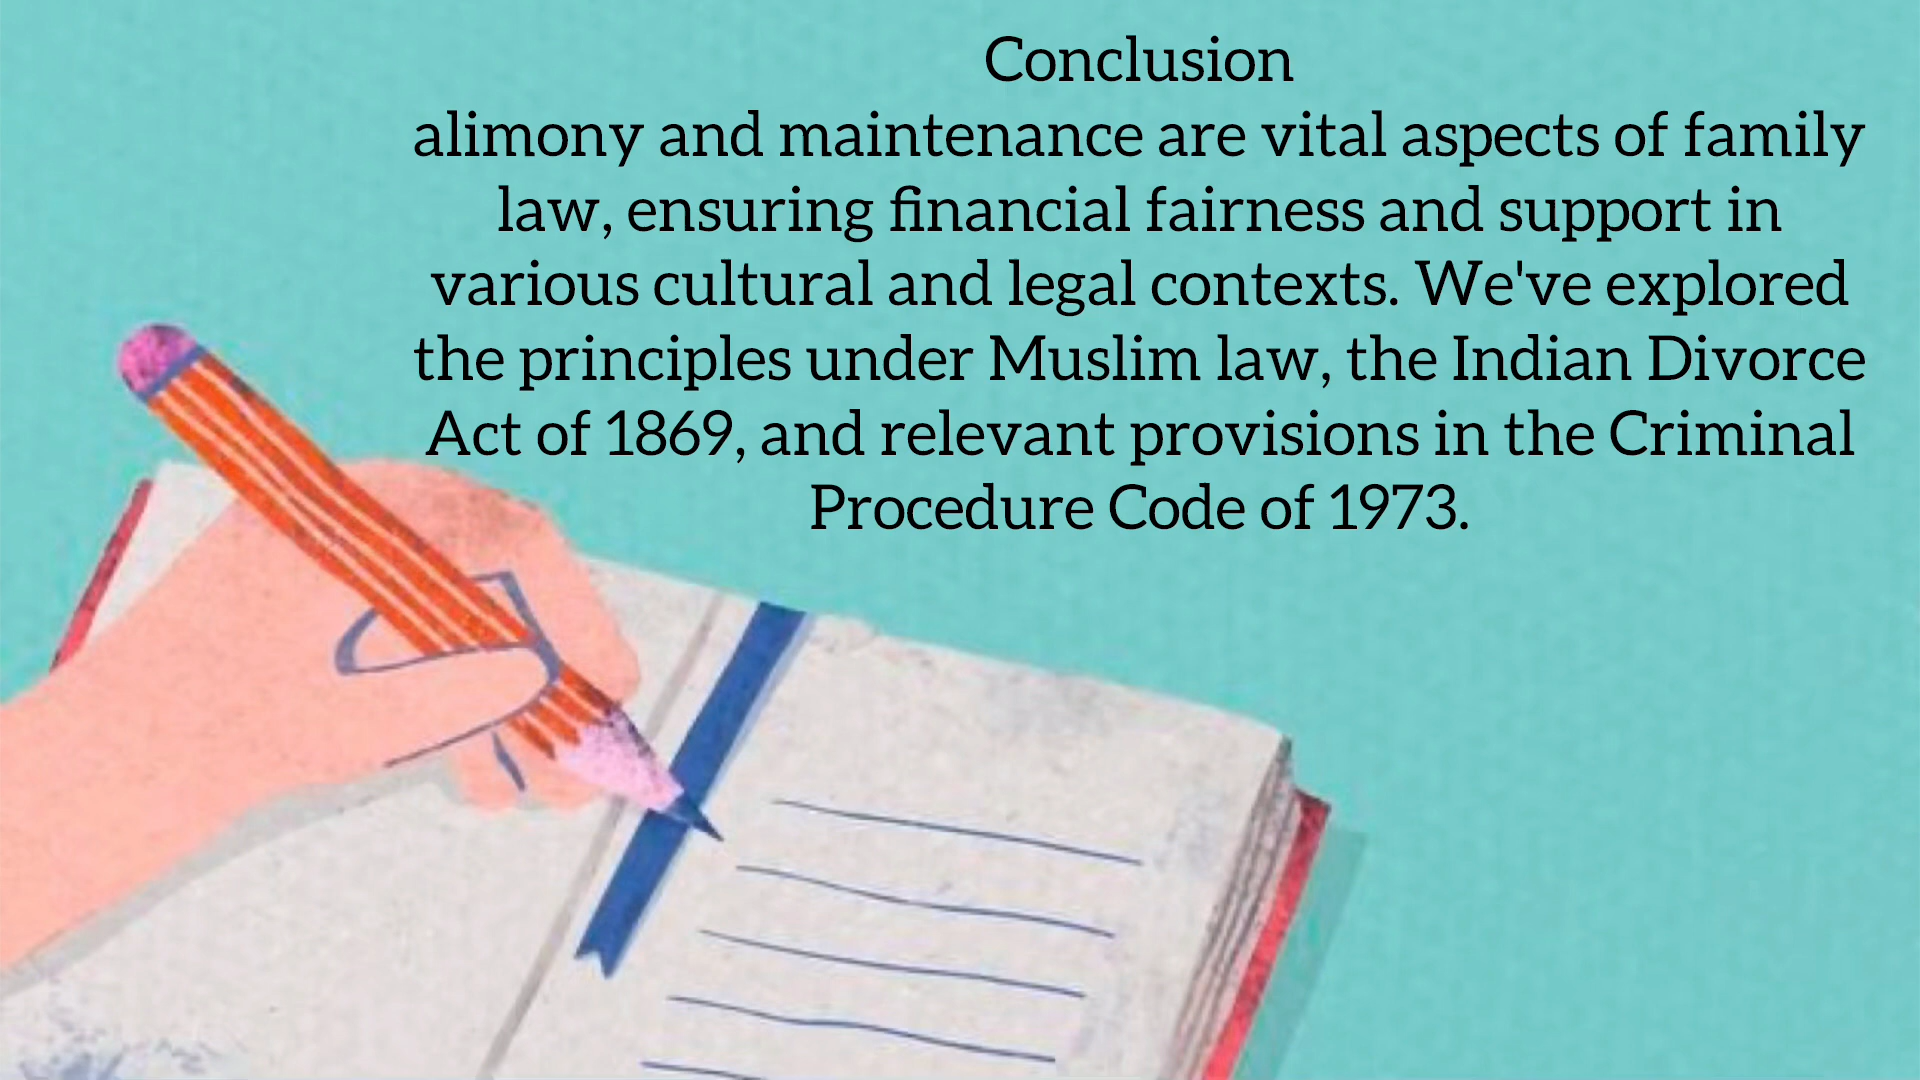 Conclusion
alimony and maintenance are vital aspects of family
law, ensuring financial fairness and support in
various cultural and legal contexts. We've explored
the principles under Muslim law, the Indian Divorce
Act of 1869, and relevant provisions in the Criminal
Procedure Code of 1973.